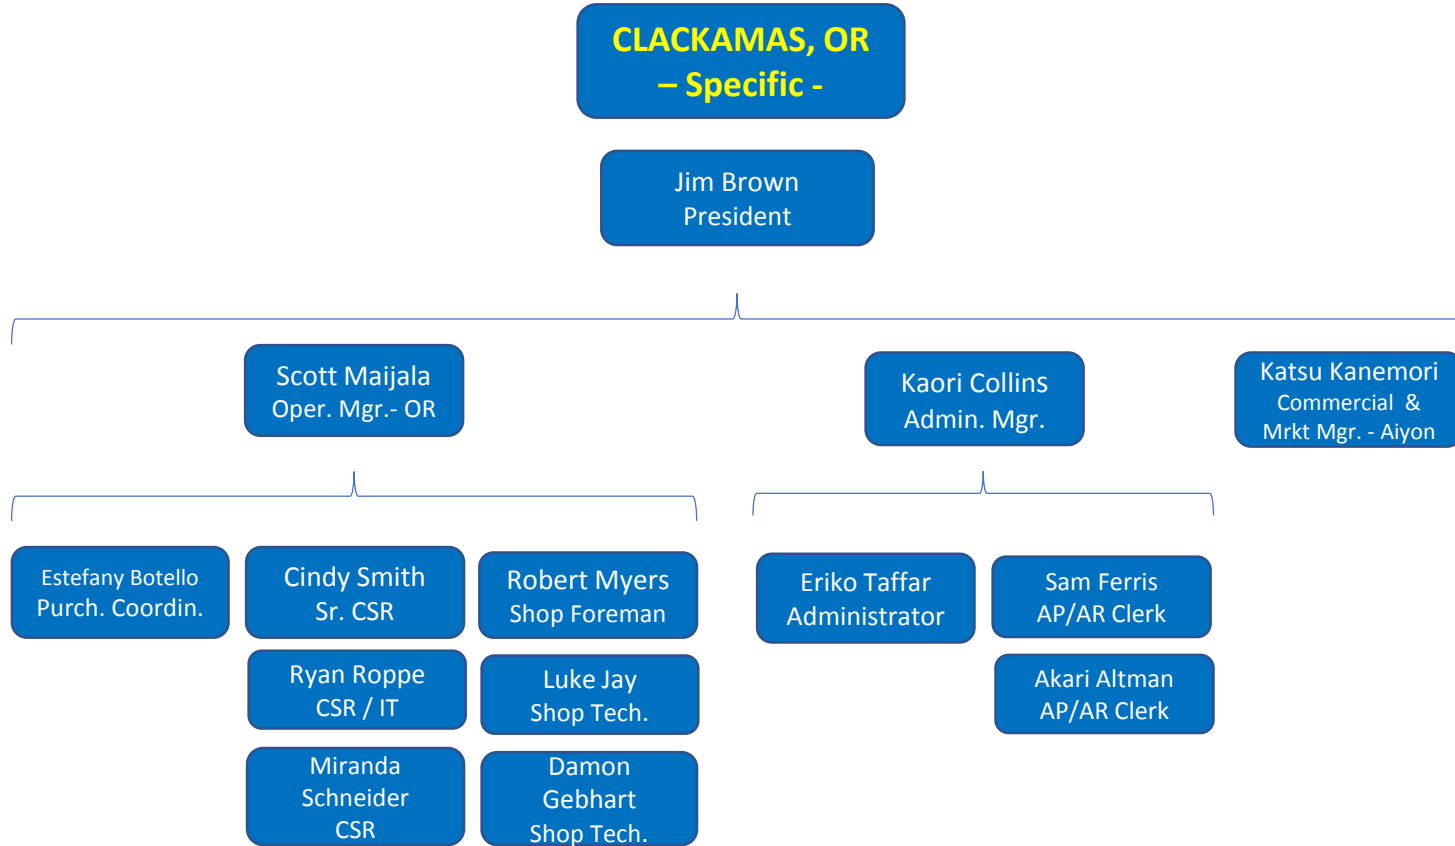 CLACKAMAS, OR
– Specific -
Jim Brown
President
Scott Maijala
Oper. Mgr.- OR
Kaori Collins
Admin. Mgr.
Katsu Kanemori
Commercial &
Mrkt Mgr. - Aiyon
Estefany Botello
Purch. Coordin.
Cindy Smith
Sr. CSR
Robert Myers
Shop Foreman
Eriko Taffar
Administrator
Sam Ferris
AP/AR Clerk
Ryan Roppe
CSR / IT
Luke Jay
Shop Tech.
Akari Altman
AP/AR Clerk
Miranda
Schneider
CSR
Damon
Gebhart
Shop Tech.